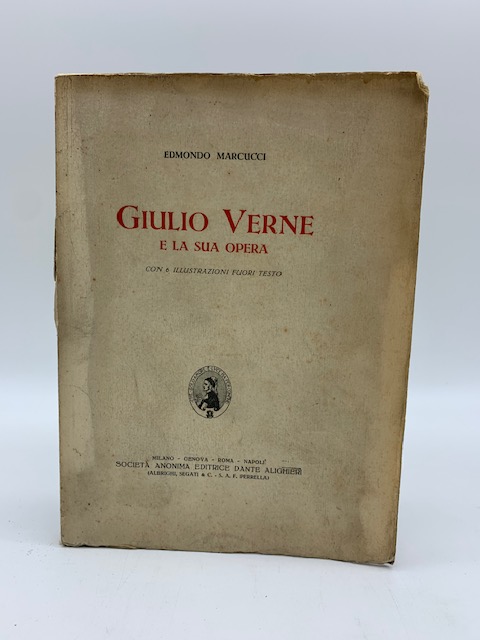 EDMONDO MARCUCCI
GIULIO VERNE
E LA SUA OPERA
CON 6 ILLUSTRAZIONI FUORI TESTO
MILANO - GENOVA - ROMA - NAPOLI
SOCIETÀ ANONIMA EDITRICE DANTE ALIGHIERI
(ALBRIGHI, SEGATI & C. - S. A. F. PERRELLA)